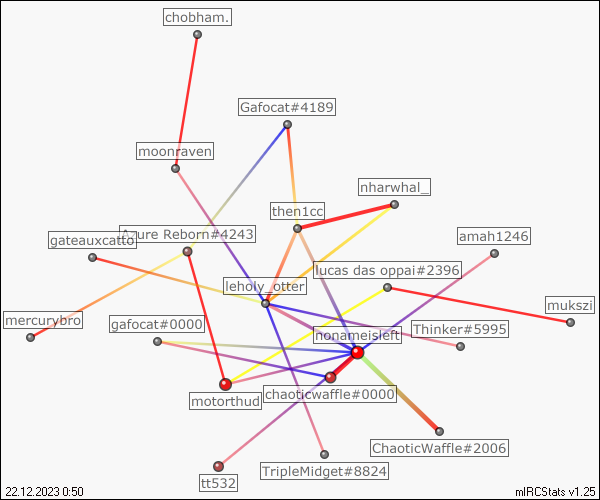 chobham.
Gafocat#4189
moonraven
nharwhal_
then1cc
Azure Reborn#4243
gateauxcatto
amah1246
lucas das oppai#2396
leholy_otter
mukszi
mercurybro
gafocat#0000
nonameisleft
Thinker#5995
chaoticwaffle#0000
motorthud
ChaoticWaffle#2006
TripleMidget#8824
tt532
22.12.2023 0:50
mIRCStats v1.25